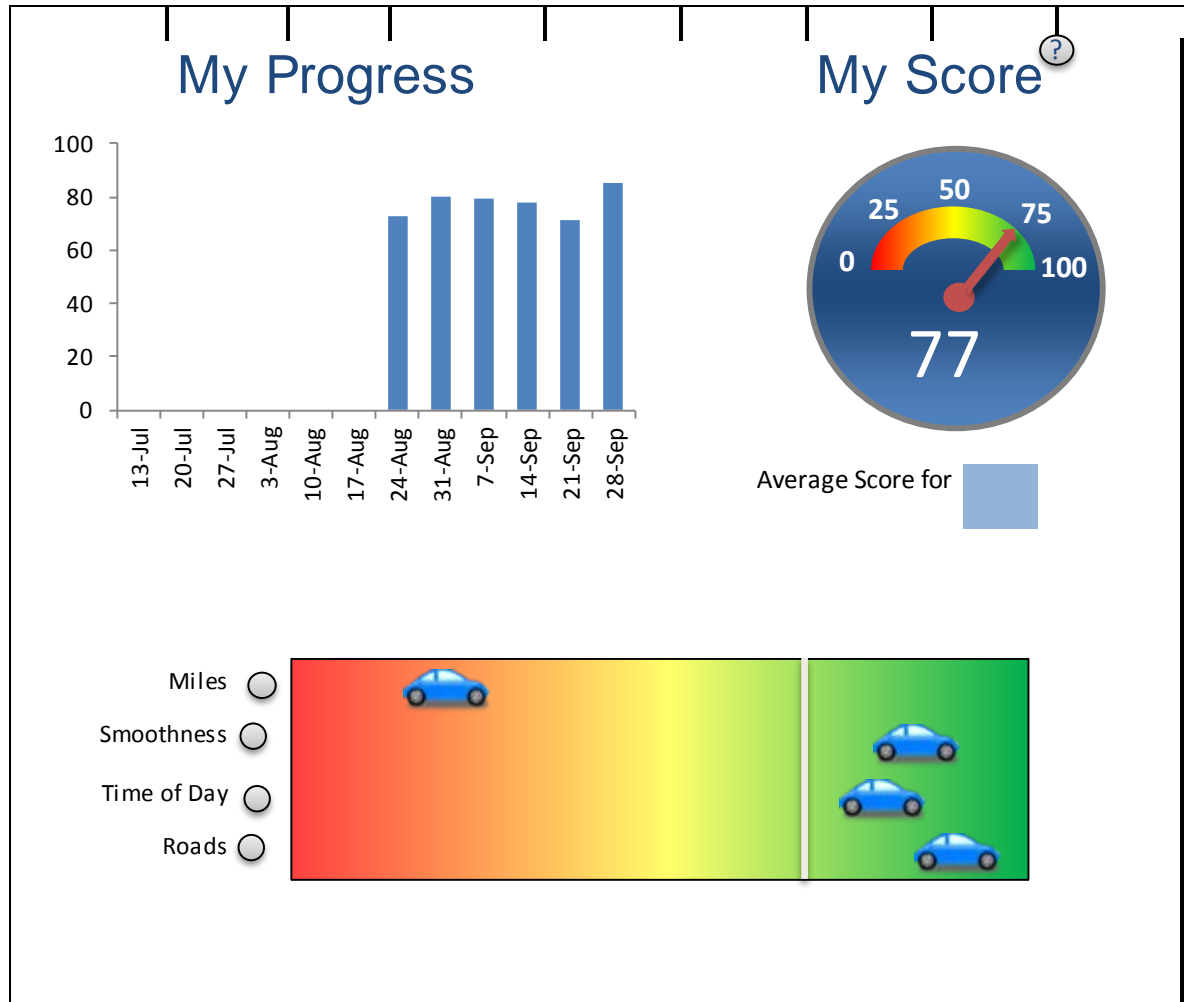 My Progress
My Score
?
100
80
60
40
20
0
13-Jul
20-Jul
27-Jul
3-Aug
10-Aug
17-Aug
24-Aug
31-Aug
7-Sep
14-Sep
21-Sep
28-Sep
0
25
50
75
100
77
Average Score for
Miles
Smoothness
Time of Day
Roads